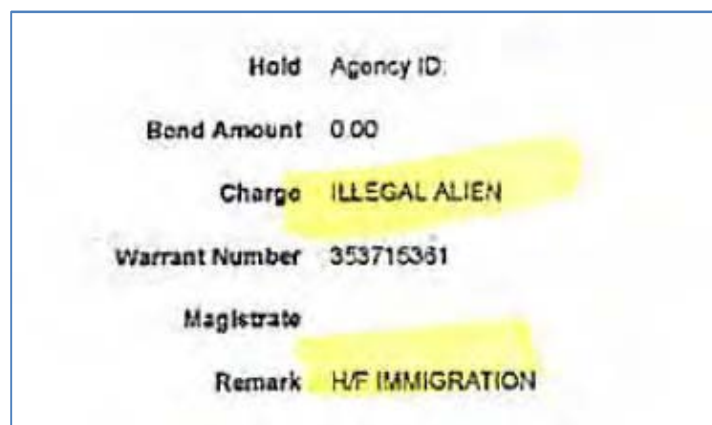 Hold Agency ID:
Bond Amount 0.00
Charge ILLEGAL ALIEN
Warrant Number 353715361
Magistrate
Remark H/F IMMIGRATION